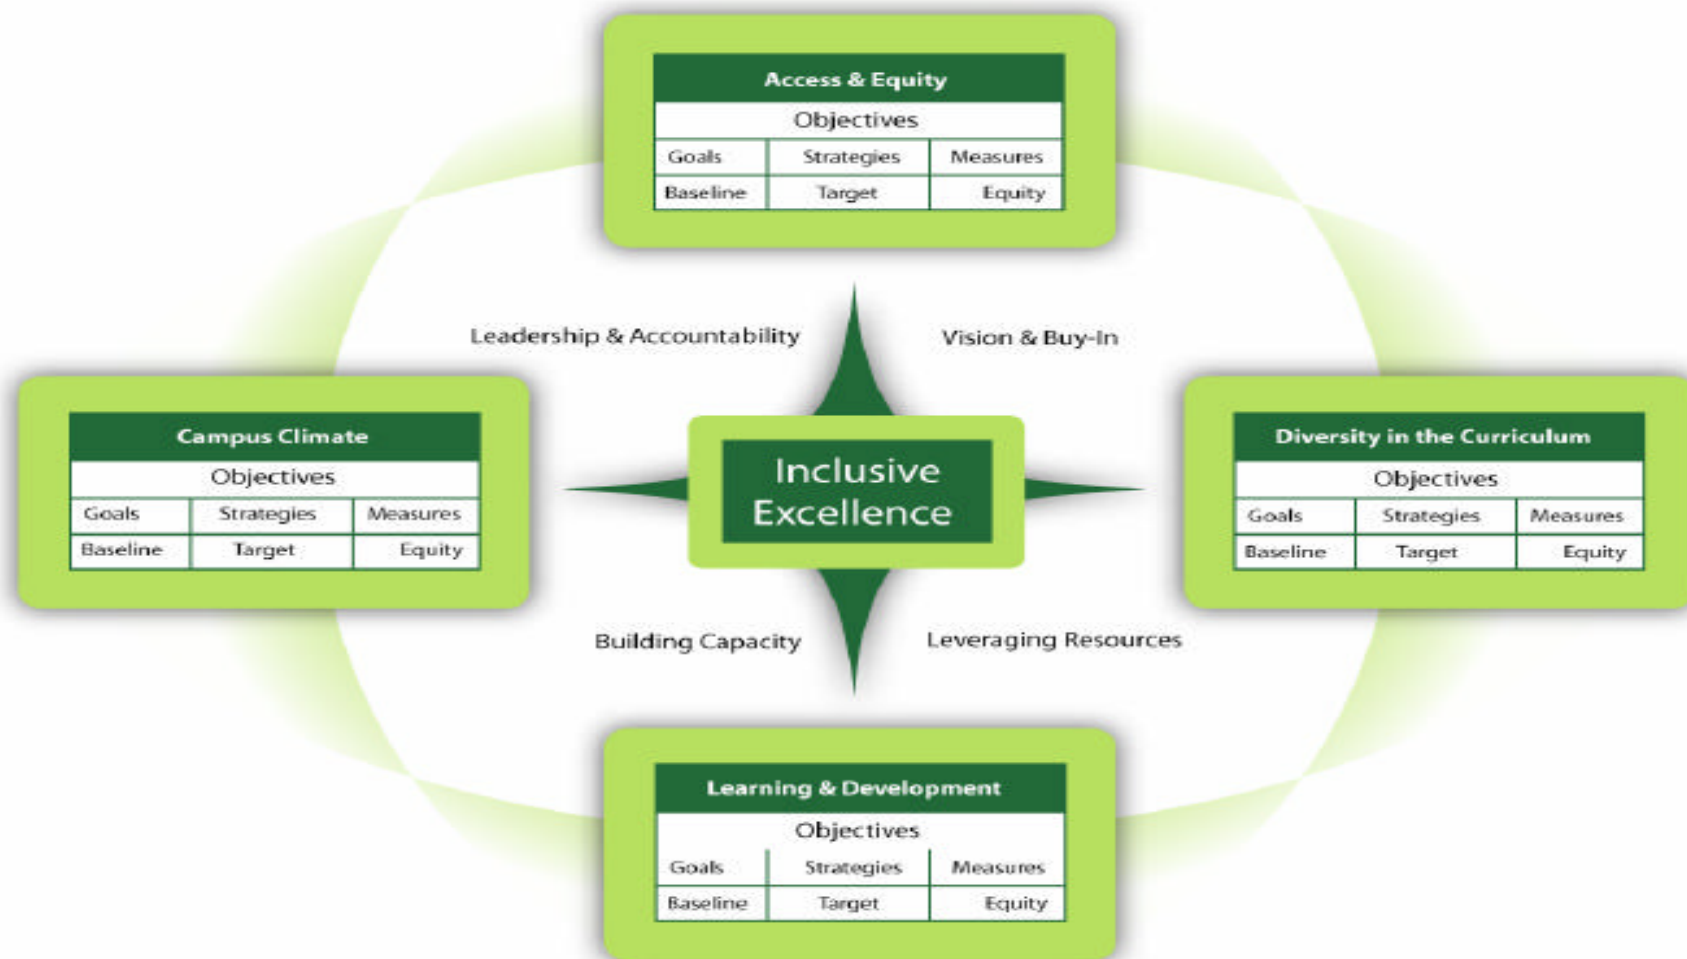 Access & Equity
Objectives
Goals Strategies Measures
Baseline Target Equity
Leadership & Accountability
Vision & Buy-In
Campus Climate
Objectives
Goals Strategies Measures
Baseline Target Equity
Inclusive
Excellence
Diversity in the Curriculum
Objectives
Goals Strategies Measures
Baseline Target Equity
Building Capacity
Leveraging Resources
Learning & Development
Objectives
Goals Strategies Measures
Baseline Target Equity